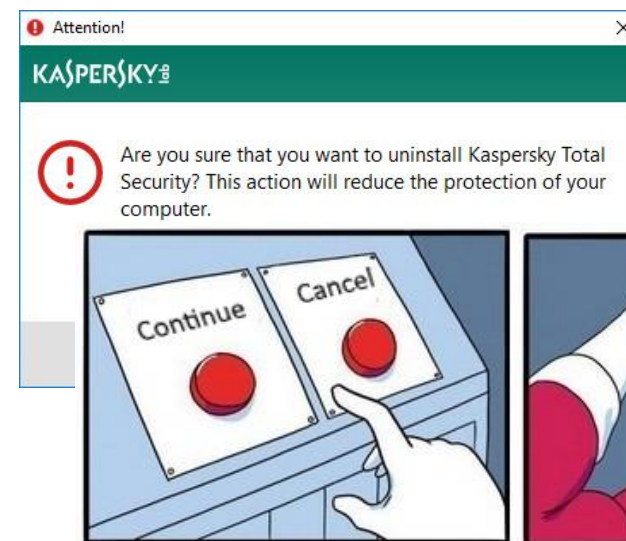 Attention!
KASPERSKY lab
Are you sure that you want to uninstall Kaspersky Total
Security? This action will reduce the protection of your
computer.
Continue
Cancel